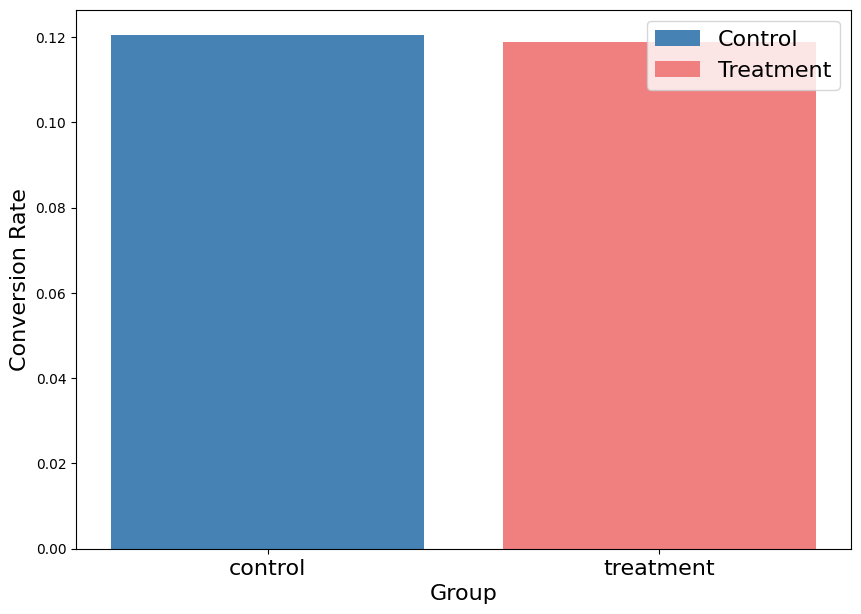 Control
Treatment
0.12
0.10
0.08
0.06
0.04
0.02
0.00
Conversion Rate
control
treatment
Group